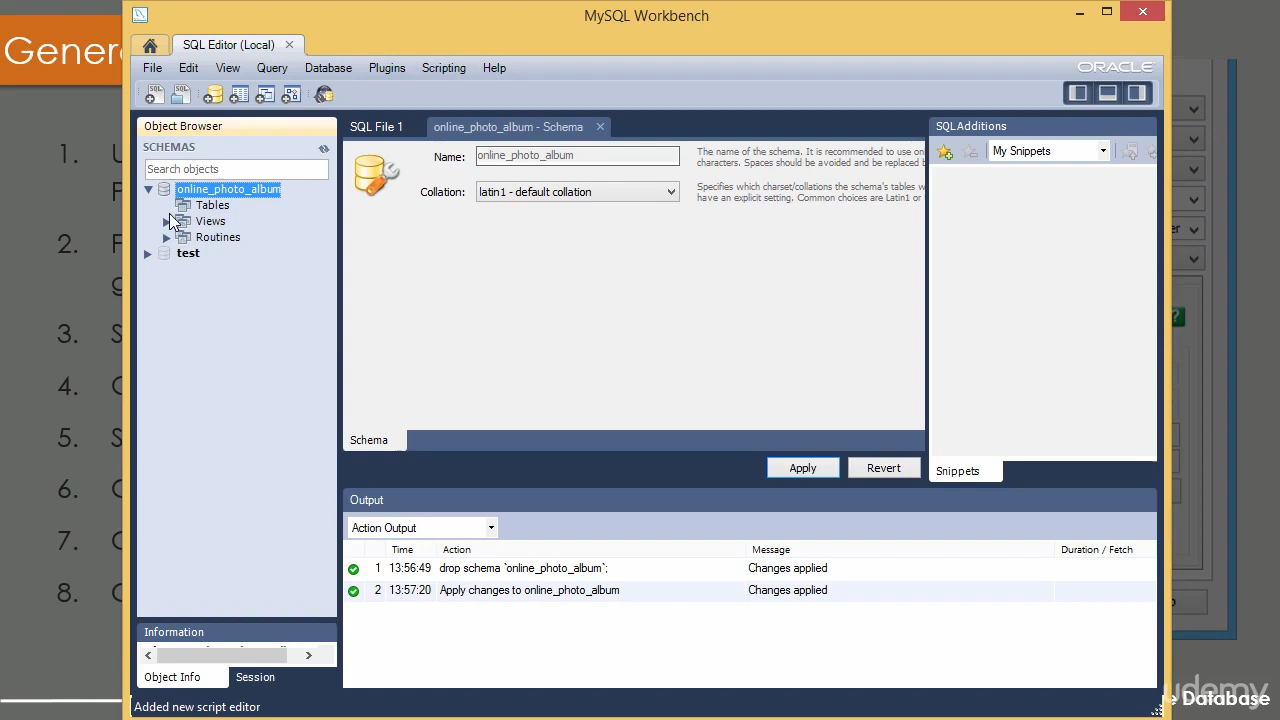 Genera
MySQL Workbench
SQL Editor (Local)
File Edit View Query Database Plugins Scripting Help
ORACLE
Object Browser
SCHEMAS
Search objects
online_photo_album
Tables
Views
Routines
test
SQL File 1
online_photo_album - Schema
Name:
online_photo_album
The name of the schema. It is recommended to use on
characters. Spaces should be avoided and be replaced b
Collation:
latin1 - default collation
Specifies which charset/collations the schema's tables w
have an explicit setting. Common choices are Latin1 or
Schema
Apply
Revert
SQLAdditions
My Snippets
Snippets
Output
Action Output
Time Action Message Duration / Fetch
1 13:56:49 drop schema `online_photo_album`; Changes applied
2 13:57:20 Apply changes to online_photo_album Changes applied
Information
Object Info
Session
Added new script editor
1.
2.
3. S
4.
5. S
6.
7.
8.
er
?
udemy
e Database